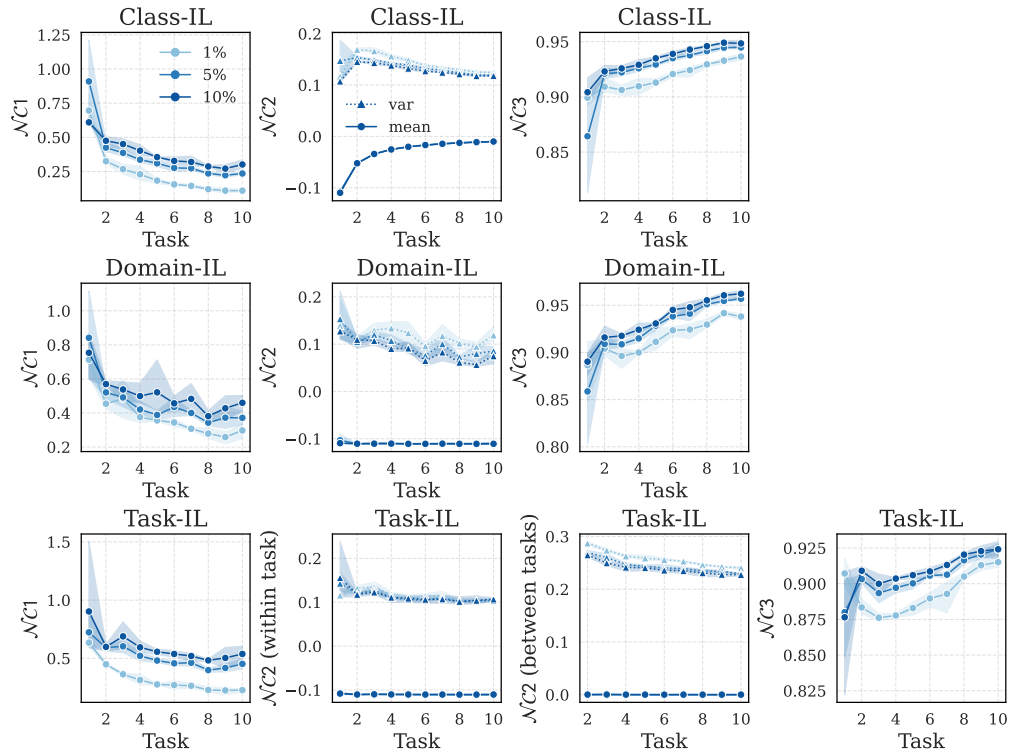 Class-IL
Class-IL
Class-IL
1.25
1.00
0.75
0.50
0.25
𝒩𝒞1
1%
5%
10%
2 4 6 8 10
Task
0.2
0.1
0.0
−0.1
𝒩𝒞2
var
mean
2 4 6 8 10
Task
0.95
0.90
0.85
𝒩𝒞3
2 4 6 8 10
Task
Domain-IL
Domain-IL
Domain-IL
1.0
0.8
0.6
0.4
0.2
𝒩𝒞1
2 4 6 8 10
Task
0.2
0.1
0.0
−0.1
𝒩𝒞2
2 4 6 8 10
Task
0.95
0.90
0.85
0.80
𝒩𝒞3
2 4 6 8 10
Task
Task-IL
Task-IL
Task-IL
Task-IL
1.5
1.0
0.5
𝒩𝒞1
2 4 6 8 10
Task
0.2
0.1
0.0
−0.1
𝒩𝒞2 (within task)
2 4 6 8 10
Task
0.3
0.2
0.1
0.0
𝒩𝒞2 (between tasks)
2 3 4 5 6 7 8 9 10
Task
0.925
0.900
0.875
0.850
0.825
𝒩𝒞3
2 4 6 8 10
Task